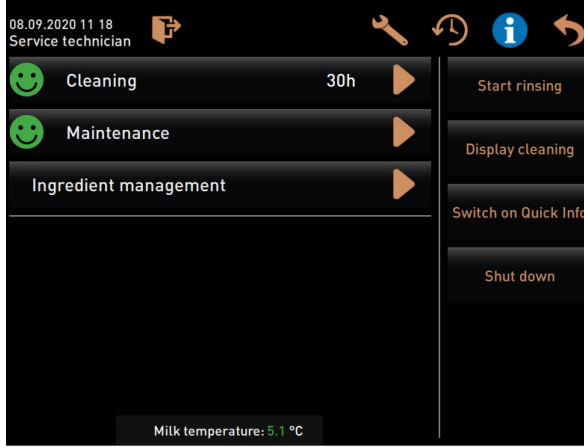 08.09.2020 11 18
Service technician
Cleaning 30h
Maintenance
Ingredient management
Start rinsing
Display cleaning
Switch on Quick Info
Shut down
Milk temperature: 5.1 °C